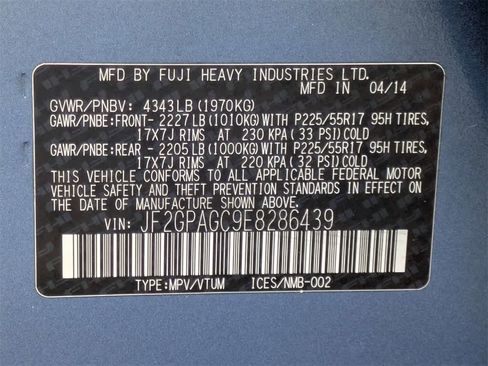 MFD BY FUJI HEAVY INDUSTRIES LTD.
MFD IN 04/14
GVWR/PNBV: 4343LB(1970KG)
GAWR/PNBE:FRONT- 2227LB(1010KG)WITH P225/55R17 95H TIRES,
17X7J RIMS AT 230 KPA(33 PSI)COLD
GAWR/PNBE:REAR - 2205LB(1000KG)WITH P225/55R17 95H TIRES,
17X7J RIMS AT 220 KPA(32 PSI)COLD
THIS VEHICLE CONFORMS TO ALL APPLICABLE FEDERAL MOTOR
VEHICLE SAFETY AND THEFT PREVENTION STANDARDS IN EFFECT ON
THE DATE OF MANUFACTURE SHOWN ABOVE.
VIN: JF2GPAGC9E8286439
TYPE:MPV/VTUM ICES/NMB-002